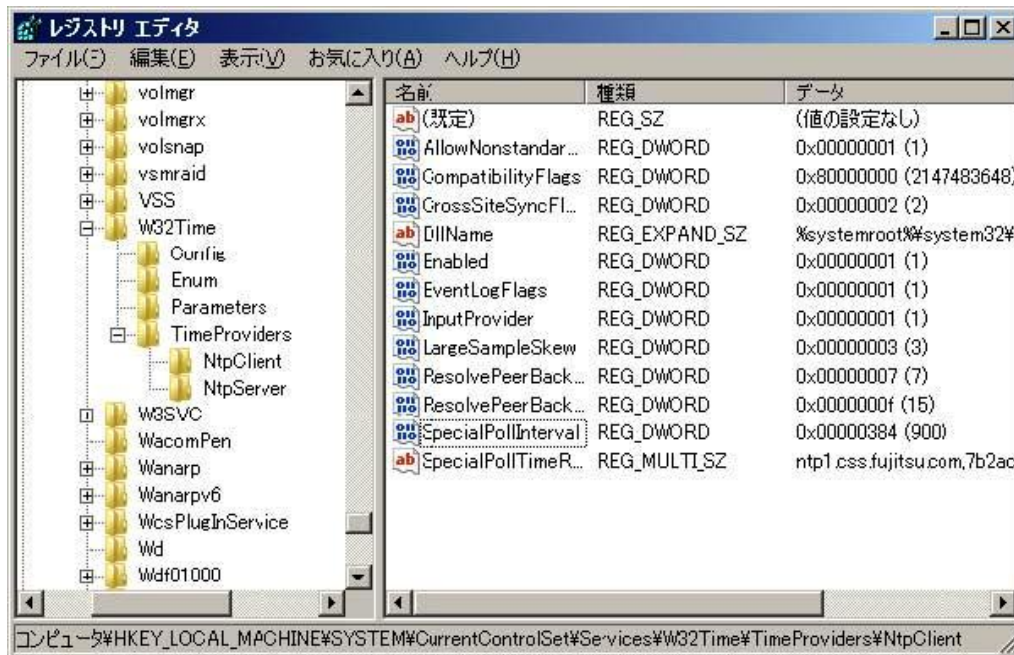 レジストリ エディタ
ファイル(F) 編集(E) 表示(V) お気に入り(A) ヘルプ(H)
volmgr
volmgrx
volsnap
vsmraid
VSS
W32Time
Config
Enum
Parameters
TimeProviders
NtpClient
NtpServer
W3SVC
WacomPen
Wanarp
Wanarpv6
WcsPlugInService
Wd
Wdf01000
名前 種類 データ
(既定) REG_SZ (値の設定なし)
AllowNonstandar... REG_DWORD 0x00000001 (1)
CompatibilityFlags REG_DWORD 0x80000000 (2147483648)
CrossSiteSyncFl... REG_DWORD 0x00000002 (2)
DllName REG_EXPAND_SZ %systemroot%¥system32¥
Enabled REG_DWORD 0x00000001 (1)
EventLogFlags REG_DWORD 0x00000001 (1)
InputProvider REG_DWORD 0x00000001 (1)
LargeSampleSkew REG_DWORD 0x00000003 (3)
ResolvePeerBack... REG_DWORD 0x00000007 (7)
ResolvePeerBack... REG_DWORD 0x0000000f (15)
SpecialPollInterval REG_DWORD 0x00000384 (900)
SpecialPollTimeR... REG_MULTI_SZ ntp1.css.fujitsu.com,7b2ac
コンピュータ¥HKEY_LOCAL_MACHINE¥SYSTEM¥CurrentControlSet¥Services¥W32Time¥TimeProviders¥NtpClient